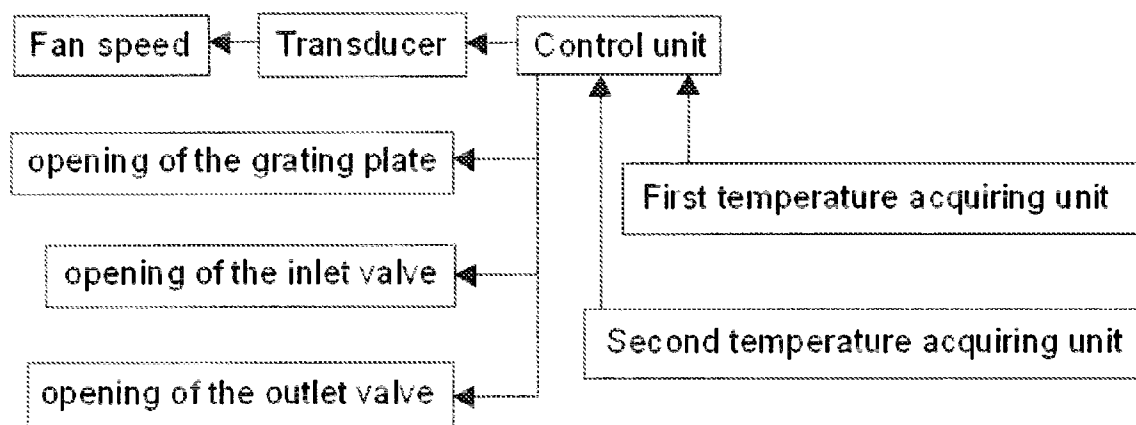 Fan speed
Transducer
Control unit
opening of the grating plate
First temperature acquiring unit
opening of the inlet valve
Second temperature acquiring unit
opening of the outlet valve